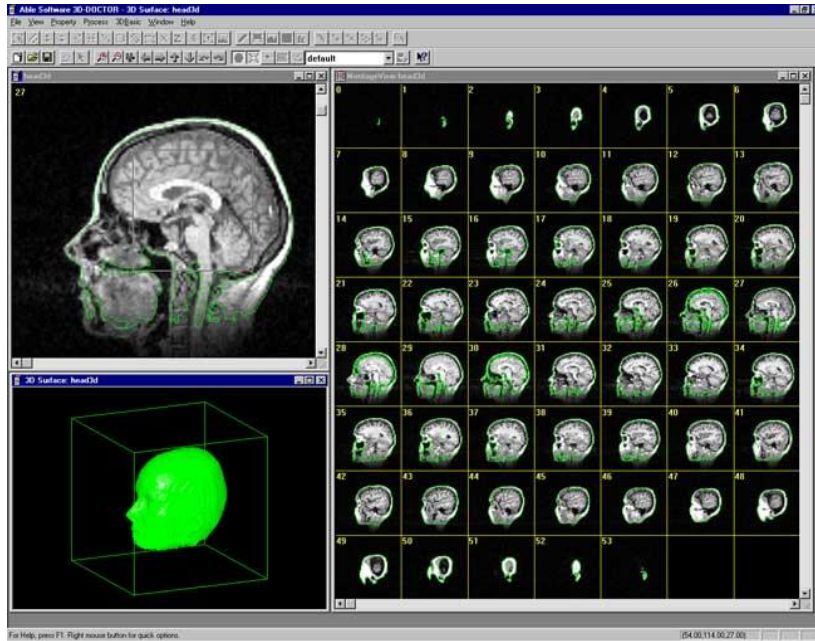 Able Software 3D-DOCTOR - 3D Surface: head3d
File View Property Process 3DBasic Window Help
default
head3d
27
MontageView: head3d
0 1 2 3 4 5 6
7 8 9 10 11 12 13
14 15 16 17 18 19 20
21 22 23 24 25 26 27
28 29 30 31 32 33 34
35 36 37 38 39 40 41
42 43 44 45 46 47 48
49 50 51 52 53
3D Surface: head3d
For Help, press F1. Right mouse button for quick options.
(54.00,114.00,27.00)